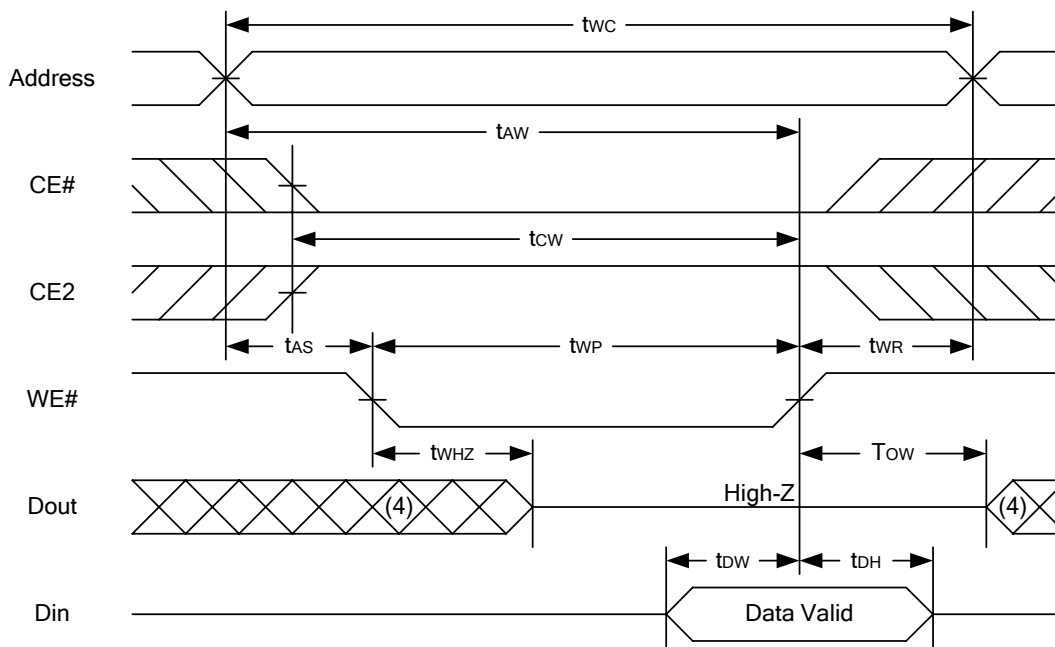 tWC
Address
tAW
CE#
tCW
CE2
tAS tWP tWR
WE#
tWHZ TOW
Dout (4) High-Z (4)
tDW tDH
Din Data Valid